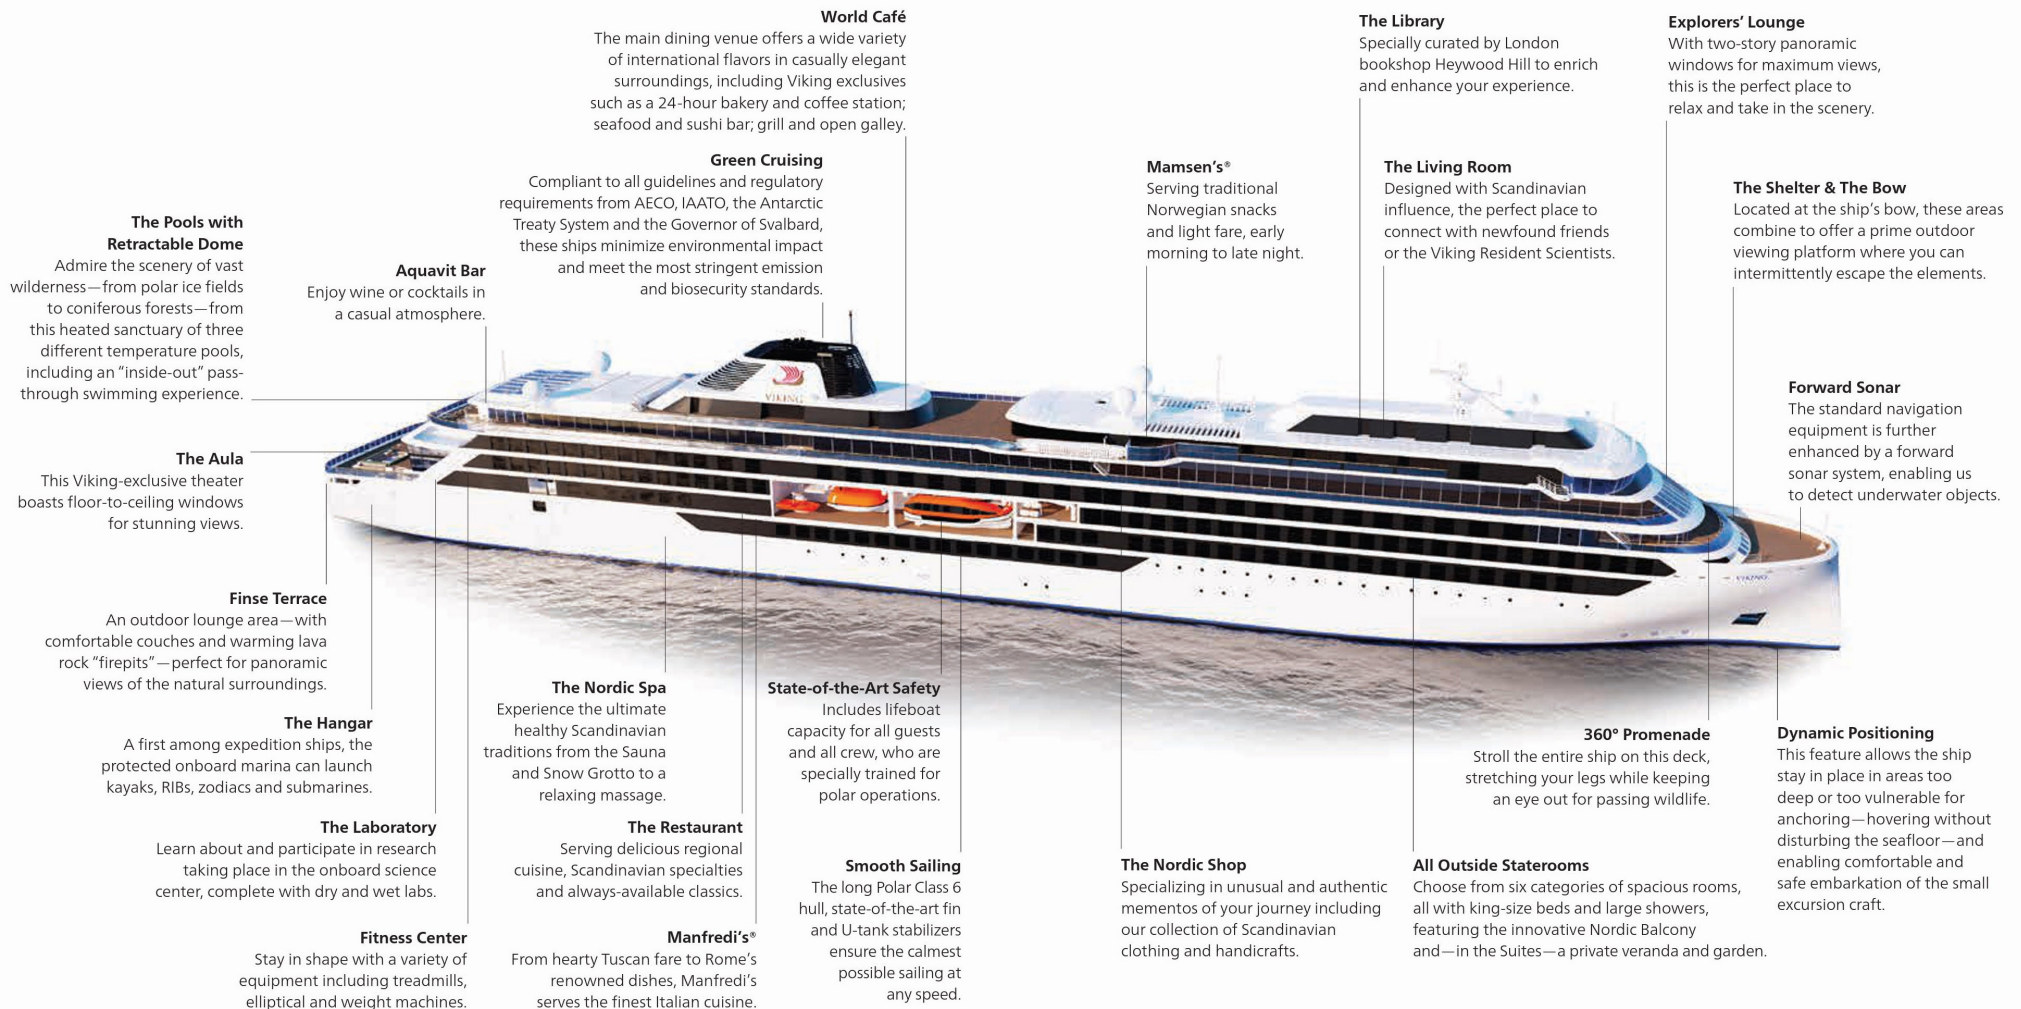 World Café
The main dining venue offers a wide variety
of international flavors in casually elegant
surroundings, including Viking exclusives
such as a 24-hour bakery and coffee station;
seafood and sushi bar; grill and open galley.
The Library
Specially curated by London
bookshop Heywood Hill to enrich
and enhance your experience.
Explorers’ Lounge
With two-story panoramic
windows for maximum views,
this is the perfect place to
relax and take in the scenery.
Green Cruising
Compliant to all guidelines and regulatory
requirements from AECO, IAATO, the Antarctic
Treaty System and the Governor of Svalbard,
these ships minimize environmental impact
and meet the most stringent emission
and biosecurity standards.
Mamsen’s®
Serving traditional
Norwegian snacks
and light fare, early
morning to late night.
The Living Room
Designed with Scandinavian
influence, the perfect place to
connect with newfound friends
or the Viking Resident Scientists.
The Shelter & The Bow
Located at the ship’s bow, these areas
combine to offer a prime outdoor
viewing platform where you can
intermittently escape the elements.
The Pools with
Retractable Dome
Admire the scenery of vast
wilderness—from polar ice fields
to coniferous forests—from
this heated sanctuary of three
different temperature pools,
including an “inside-out” pass-
through swimming experience.
Aquavit Bar
Enjoy wine or cocktails in
a casual atmosphere.
Forward Sonar
The standard navigation
equipment is further
enhanced by a forward
sonar system, enabling us
to detect underwater objects.
VIKING
VIKING
The Aula
This Viking-exclusive theater
boasts floor-to-ceiling windows
for stunning views.
Finse Terrace
An outdoor lounge area—with
comfortable couches and warming lava
rock “firepits”—perfect for panoramic
views of the natural surroundings.
The Hangar
A first among expedition ships, the
protected onboard marina can launch
kayaks, RIBs, zodiacs and submarines.
The Laboratory
Learn about and participate in research
taking place in the onboard science
center, complete with dry and wet labs.
Fitness Center
Stay in shape with a variety of
equipment including treadmills,
elliptical and weight machines.
The Nordic Spa
Experience the ultimate
healthy Scandinavian
traditions from the Sauna
and Snow Grotto to a
relaxing massage.
The Restaurant
Serving delicious regional
cuisine, Scandinavian specialties
and always-available classics.
Manfredi’s®
From hearty Tuscan fare to Rome’s
renowned dishes, Manfredi’s
serves the finest Italian cuisine.
State-of-the-Art Safety
Includes lifeboat
capacity for all guests
and all crew, who are
specially trained for
polar operations.
Smooth Sailing
The long Polar Class 6
hull, state-of-the-art fin
and U-tank stabilizers
ensure the calmest
possible sailing at
any speed.
The Nordic Shop
Specializing in unusual and authentic
mementos of your journey including
our collection of Scandinavian
clothing and handicrafts.
All Outside Staterooms
Choose from six categories of spacious rooms,
all with king-size beds and large showers,
featuring the innovative Nordic Balcony
and—in the Suites—a private veranda and garden.
360° Promenade
Stroll the entire ship on this deck,
stretching your legs while keeping
an eye out for passing wildlife.
Dynamic Positioning
This feature allows the ship
stay in place in areas too
deep or too vulnerable for
anchoring—hovering without
disturbing the seafloor—and
enabling comfortable and
safe embarkation of the small
excursion craft.